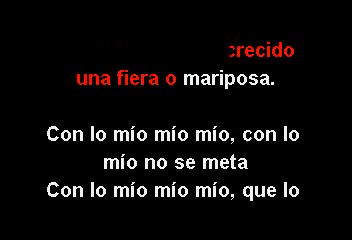 crecido
una fiera o mariposa.
Con lo mío mío mío, con lo
mío no se meta
Con lo mío mío mío, que lo